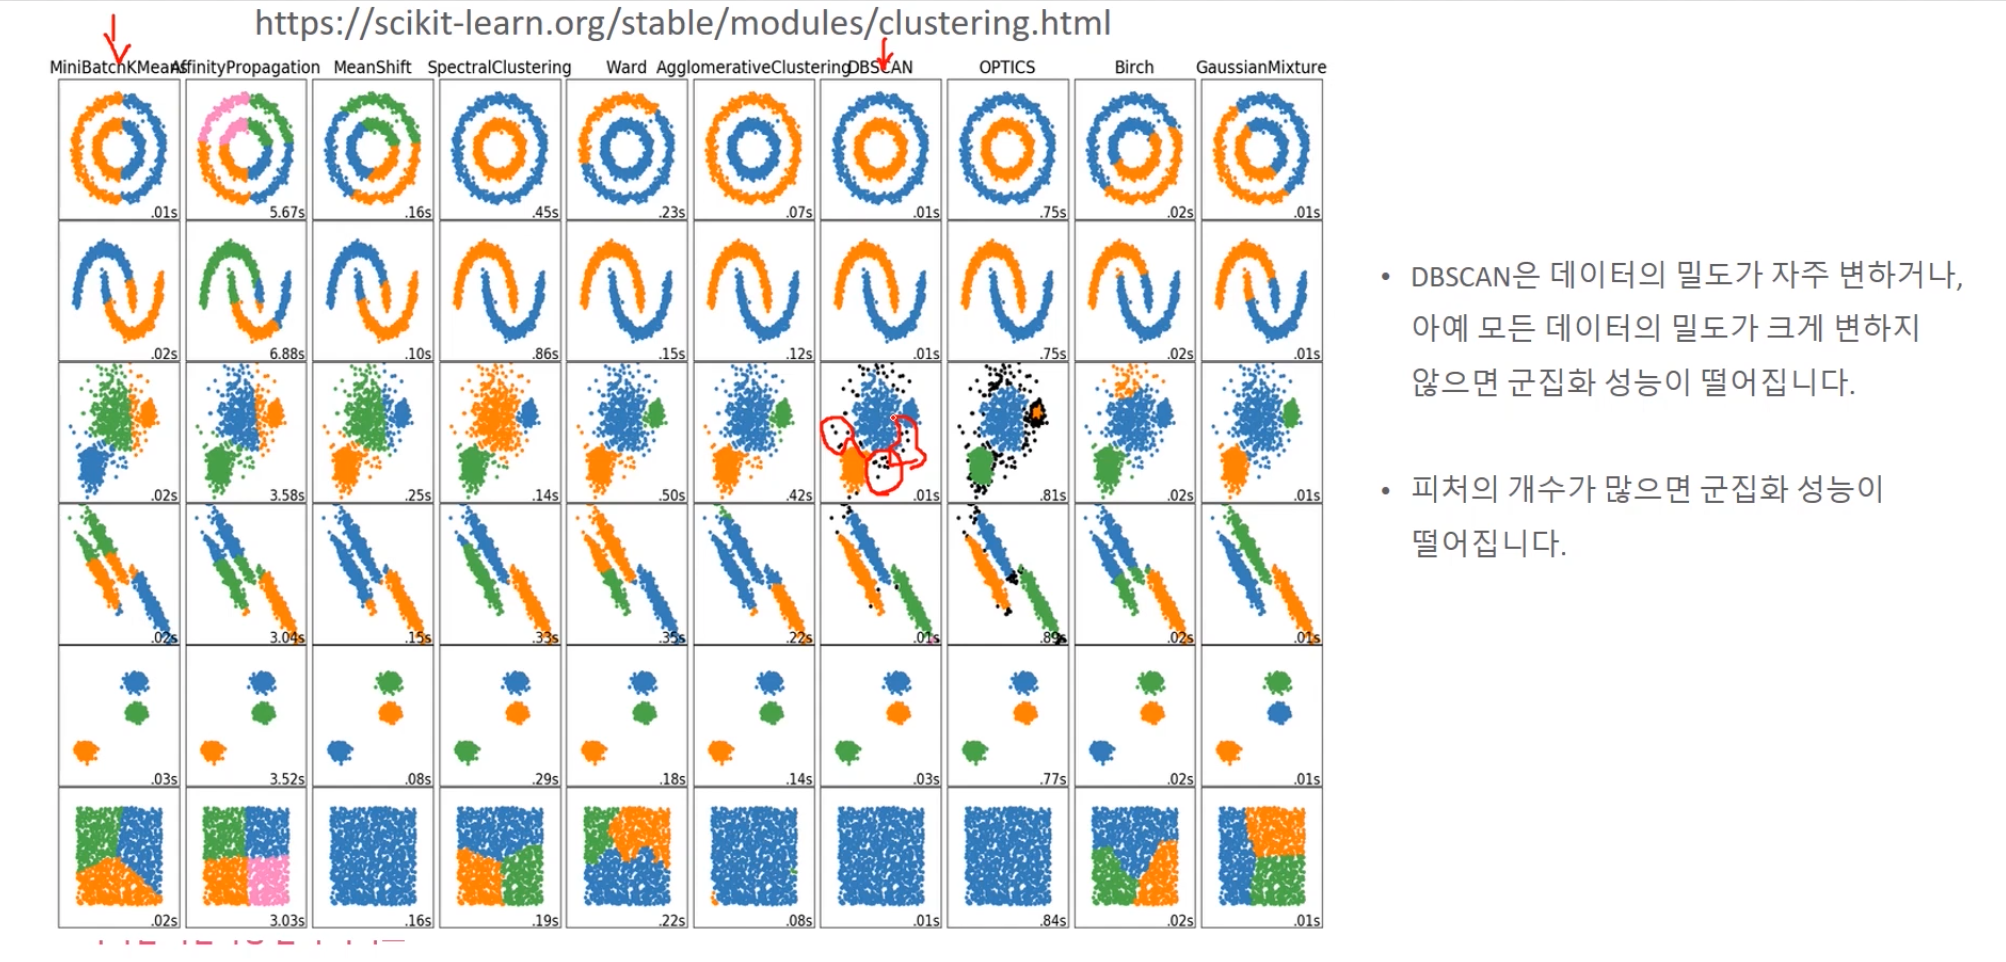 https://scikit-learn.org/stable/modules/clustering.html
MiniBatchKMeans AffinityPropagation MeanShift SpectralClustering Ward AgglomerativeClustering DBSCAN OPTICS Birch GaussianMixture
.01s 5.67s .16s .45s .23s .07s .01s .75s .02s .01s
.02s 6.88s .10s .86s .15s .12s .01s .75s .02s .01s
.02s 3.58s .25s .14s .50s .42s .01s .81s .02s .01s
.02s 3.04s .15s .33s .35s .22s .01s .89s .02s .01s
.03s 3.52s .08s .29s .18s .14s .03s .77s .02s .01s
.02s 3.03s .16s .19s .22s .08s .01s .84s .02s .01s
• DBSCAN은 데이터의 밀도가 자주 변하거나,
아예 모든 데이터의 밀도가 크게 변하지
않으면 군집화 성능이 떨어집니다.
• 피처의 개수가 많으면 군집화 성능이
떨어집니다.